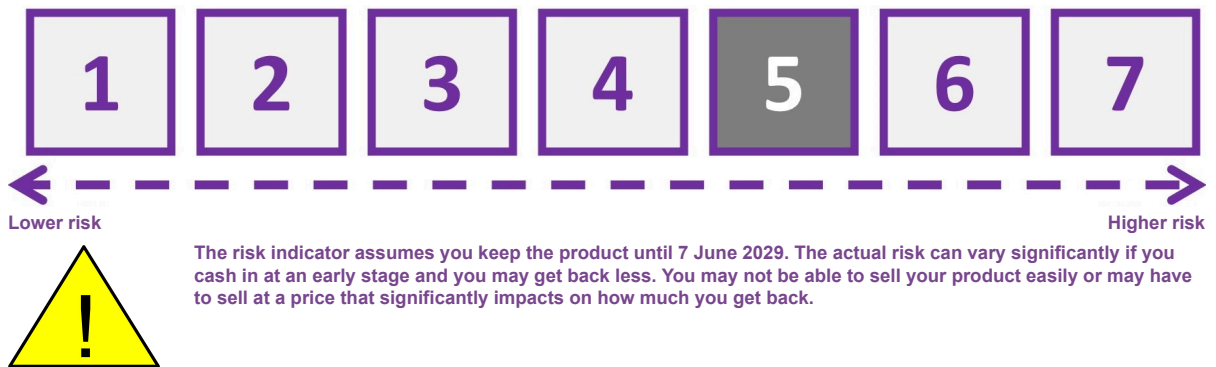 1 2 3 4 5 6 7
Lower risk Higher risk
The risk indicator assumes you keep the product until 7 June 2029. The actual risk can vary significantly if you
cash in at an early stage and you may get back less. You may not be able to sell your product easily or may have
to sell at a price that significantly impacts on how much you get back.
!